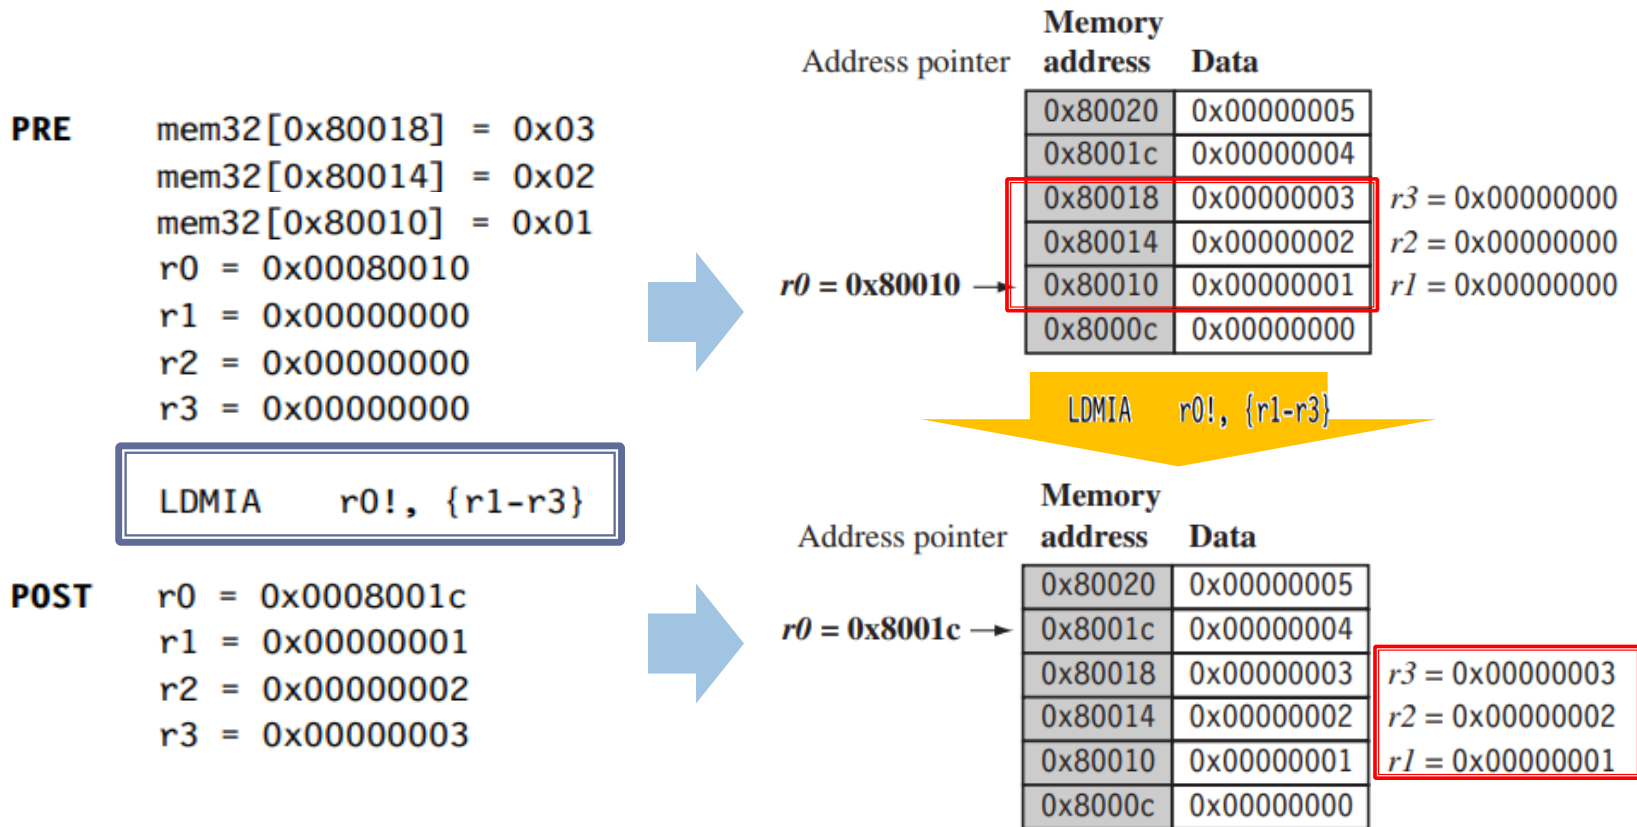 PRE mem32[0x80018] = 0x03
mem32[0x80014] = 0x02
mem32[0x80010] = 0x01
r0 = 0x00080010
r1 = 0x00000000
r2 = 0x00000000
r3 = 0x00000000
LDMIA r0!, {r1-r3}
POST r0 = 0x0008001c
r1 = 0x00000001
r2 = 0x00000002
r3 = 0x00000003
Memory
Address pointer address Data
0x80020 0x00000005
0x8001c 0x00000004
0x80018 0x00000003 r3 = 0x00000000
0x80014 0x00000002 r2 = 0x00000000
r0 = 0x80010 0x80010 0x00000001 r1 = 0x00000000
0x8000c 0x00000000
LDMIA r0!, {r1-r3}
Memory
Address pointer address Data
0x80020 0x00000005
r0 = 0x8001c 0x8001c 0x00000004
0x80018 0x00000003 r3 = 0x00000003
0x80014 0x00000002 r2 = 0x00000002
0x80010 0x00000001 r1 = 0x00000001
0x8000c 0x00000000